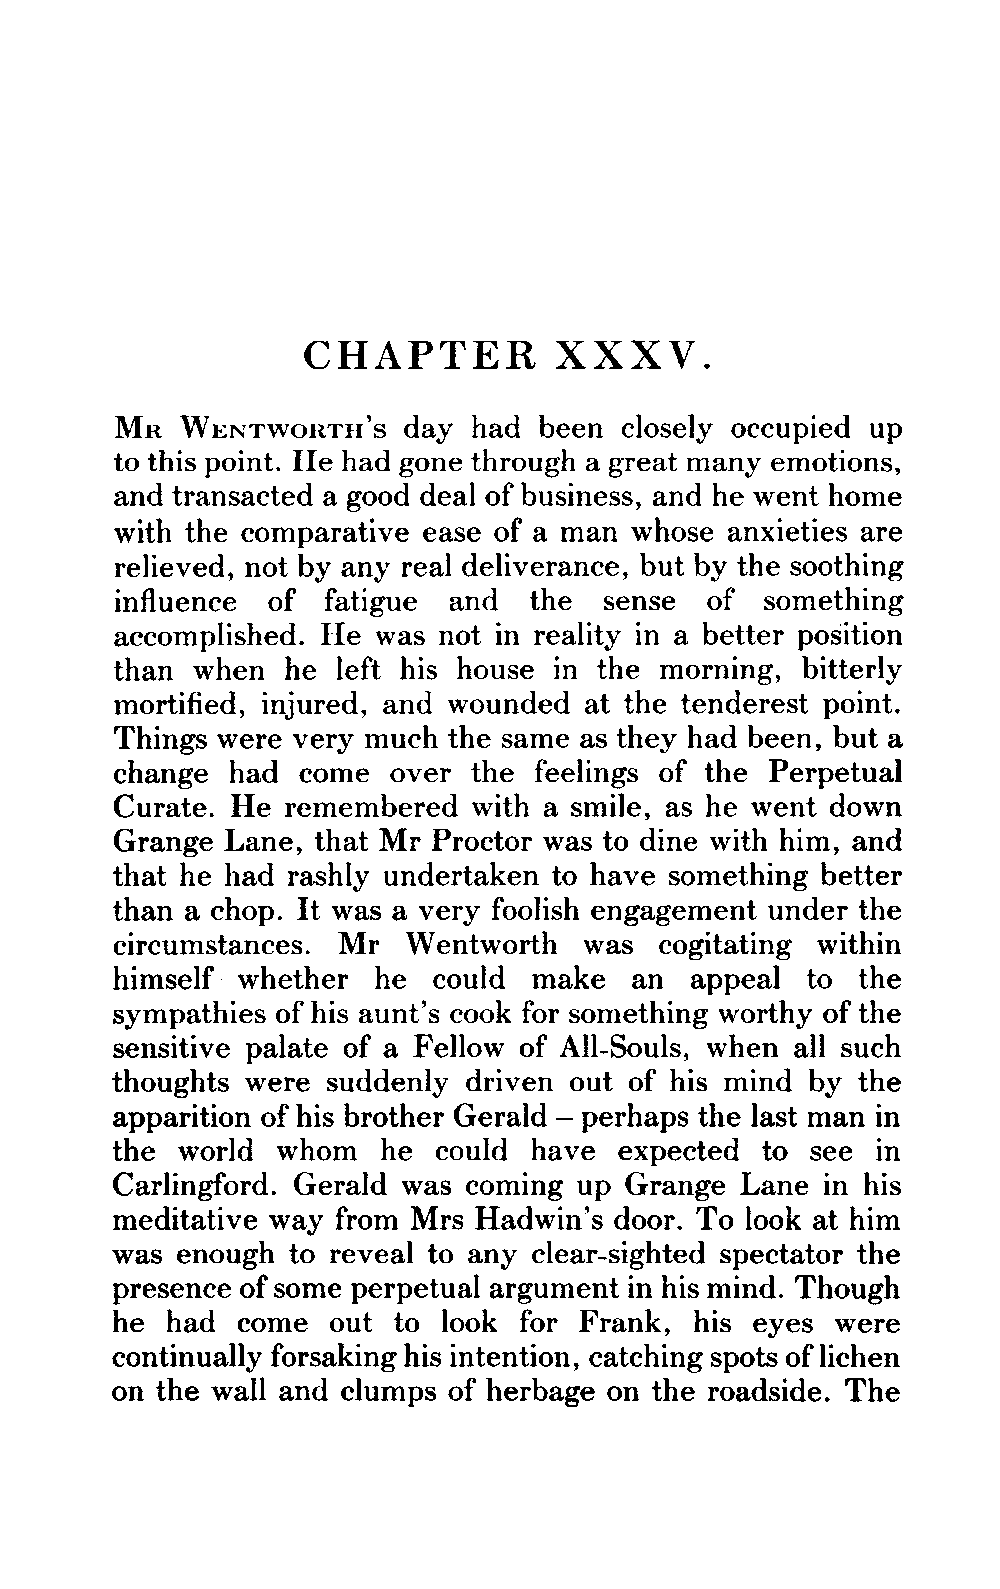 CHAPTER XXXV.
MR WENTWORTH'S day had been closely occupied up
to this point. He had gone through a great many emotions,
and transacted a good deal of business, and he went home
with the comparative ease of a man whose anxieties are
relieved, not by any real deliverance, but by the soothing
influence of fatigue and the sense of something
accomplished. He was not in reality in a better position
than when he left his house in the morning, bitterly
mortified, injured, and wounded at the tenderest point.
Things were very much the same as they had been, but a
change had come over the feelings of the Perpetual
Curate. He remembered with a smile, as he went down
Grange Lane, that Mr Proctor was to dine with him, and
that he had rashly undertaken to have something better
than a chop. It was a very foolish engagement under the
circumstances. Mr Wentworth was cogitating within
himself whether he could make an appeal to the
sympathies of his aunt's cook for something worthy of the
sensitive palate of a Fellow of All-Souls, when all such
thoughts were suddenly driven out of his mind by the
apparition of his brother Gerald – perhaps the last man in
the world whom he could have expected to see in
Carlingford. Gerald was coming up Grange Lane in his
meditative way from Mrs Hadwin's door. To look at him
was enough to reveal to any clear-sighted spectator the
presence of some perpetual argument in his mind. Though
he had come out to look for Frank, his eyes were
continually forsaking his intention, catching spots of lichen
on the wall and clumps of herbage on the roadside. The